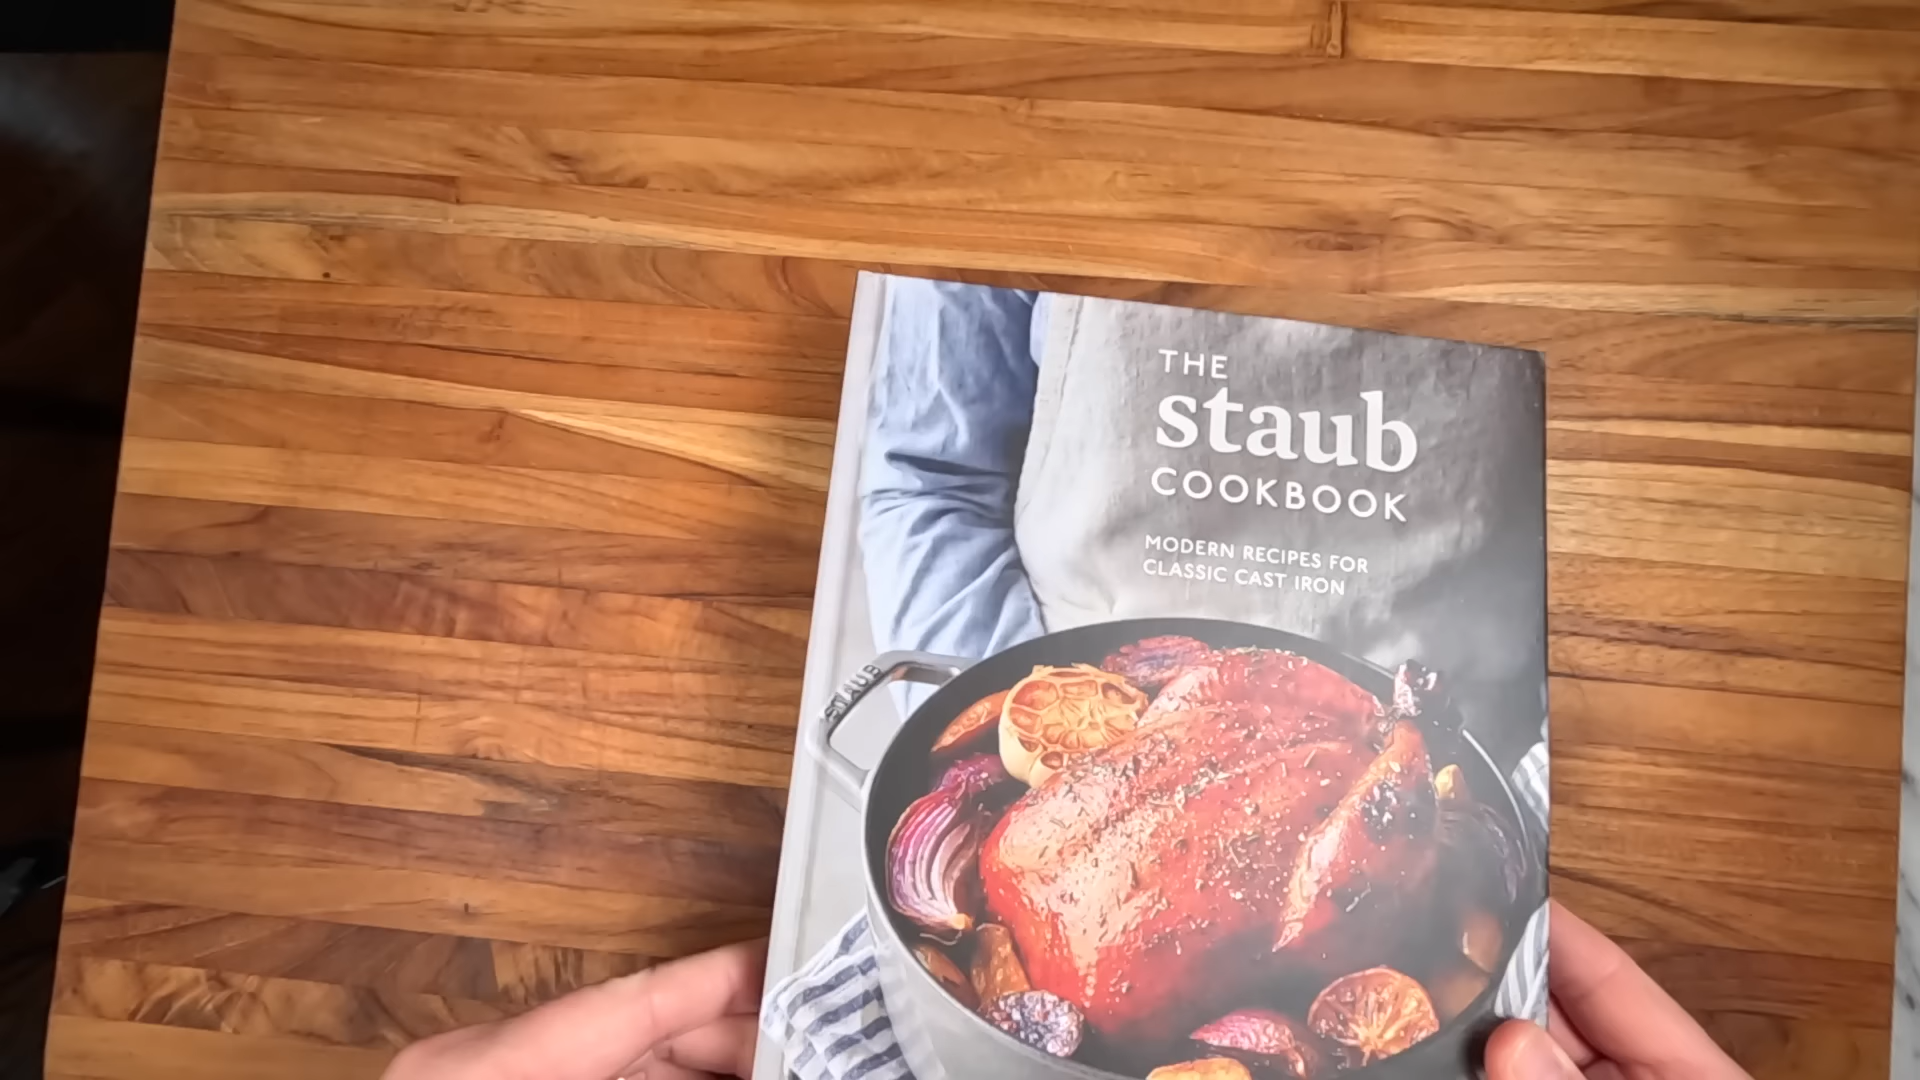 THE
staub
COOKBOOK
MODERN RECIPES FOR
CLASSIC CAST IRON
STAUB